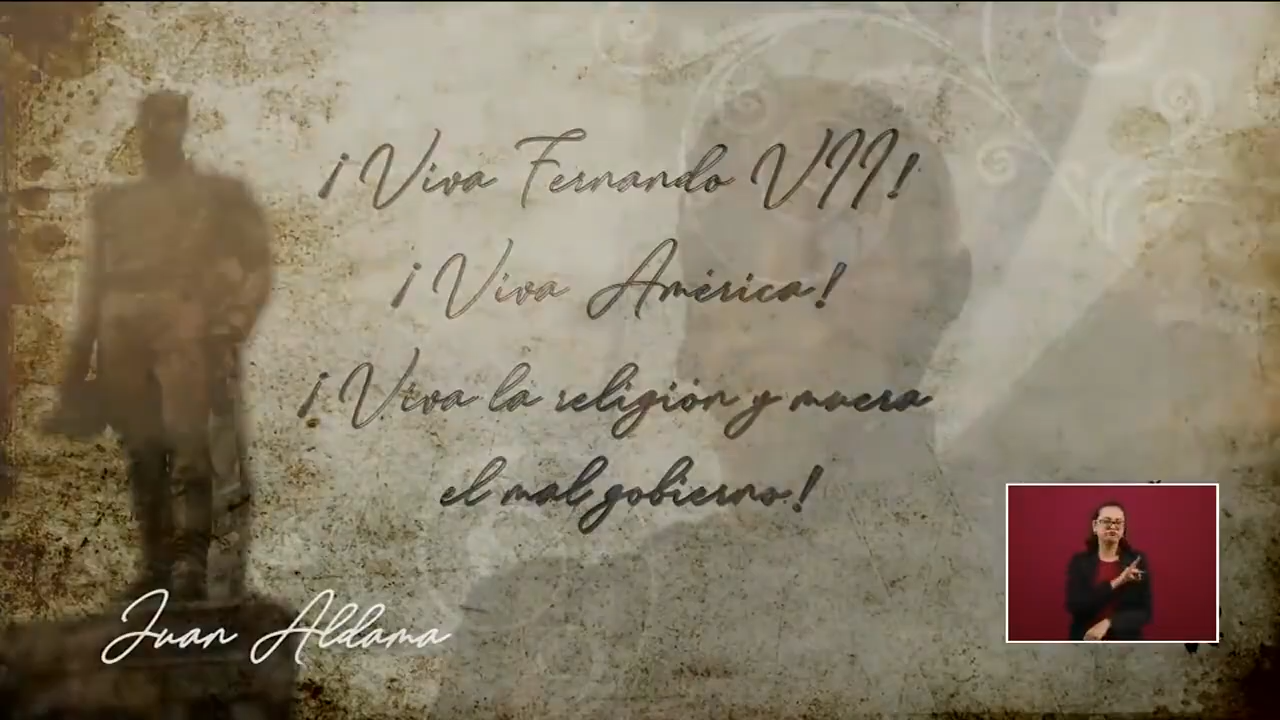 ¡Viva Fernando VII!
¡Viva América!
¡Viva la religión y muera
el mal gobierno!
Juan Aldama